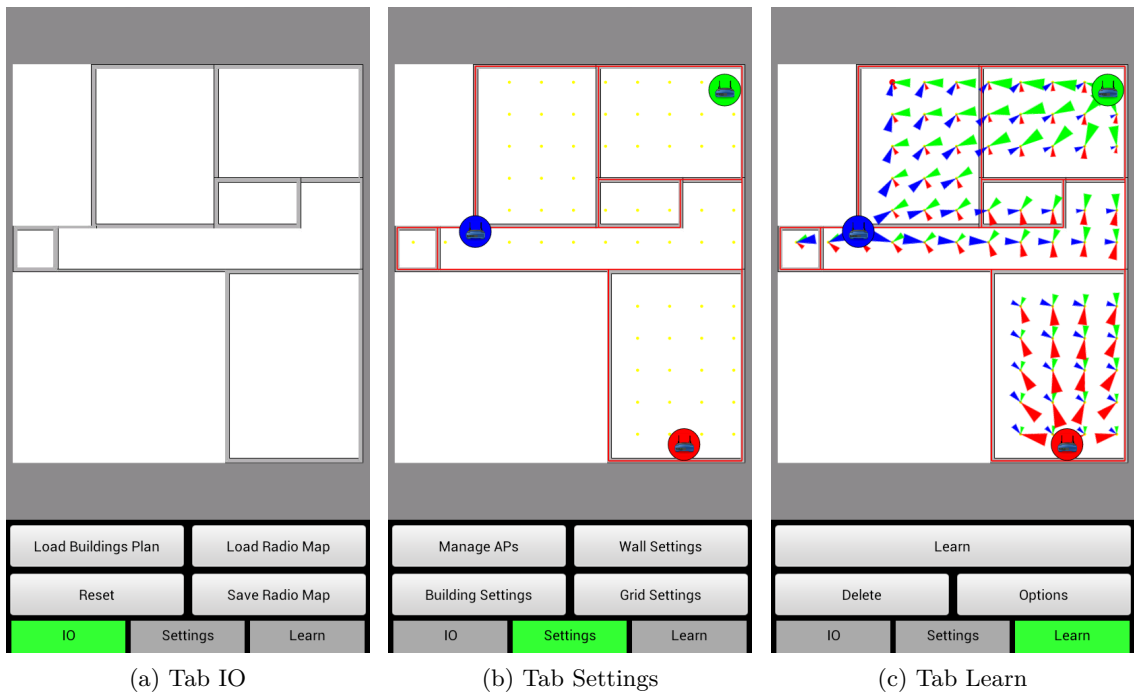 Load Buildings Plan Load Radio Map
Reset Save Radio Map
IO Settings Learn
(a) Tab IO
Manage APs Wall Settings
Building Settings Grid Settings
IO Settings Learn
(b) Tab Settings
Learn
Delete Options
IO Settings Learn
(c) Tab Learn